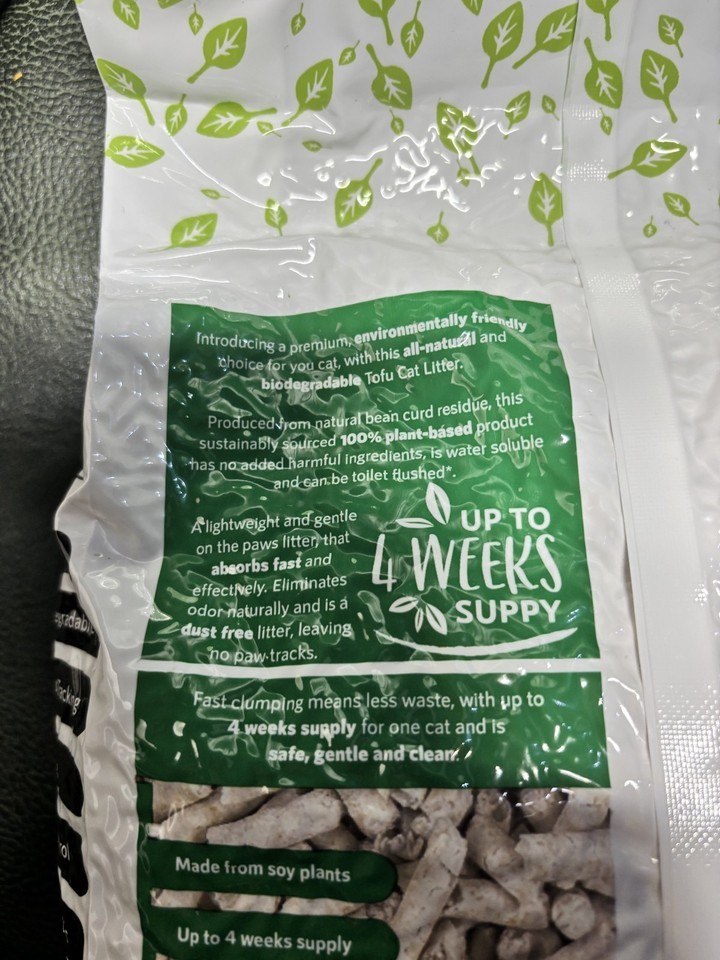 Introducing a premium, environmentally friendly
choice for you cat, with this all-natural and
biodegradable Tofu Cat Litter.
Produced from natural bean curd residue, this
sustainably sourced 100% plant-based product
has no added harmful ingredients, is water soluble
and can be toilet flushed*.
A lightweight and gentle
on the paws litter, that
absorbs fast and
effectively. Eliminates
odor naturally and is a
dust free litter, leaving
no paw tracks.
UP TO
4 WEEKS
SUPPY
Fast clumping means less waste, with up to
4 weeks supply for one cat and is
safe, gentle and clean.
Made from soy plants
Up to 4 weeks supply